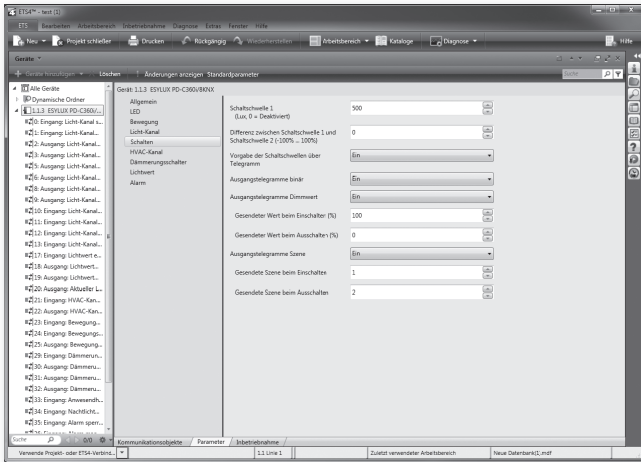 ETS4™ - test (1)
ETS Bearbeiten Arbeitsbereich Inbetriebnahme Diagnose Extras Fenster Hilfe
Neu Projekt schließen Drucken Rückgängig Wiederherstellen Arbeitsbereich Kataloge Diagnose Hilfe
Geräte
Geräte hinzufügen Löschen Änderungen anzeigen Standardparameter Suche
Alle Geräte
Dynamische Ordner
1.1.3 ESYLUX PD-C360i/...
0: Eingang: Licht-Kanal s...
1: Eingang: Licht-Kanal...
2: Ausgang: Licht-Kanal...
3: Ausgang: Licht-Kanal...
5: Ausgang: Licht-Kanal...
6: Ausgang: Licht-Kanal...
8: Ausgang: Licht-Kanal...
9: Ausgang: Licht-Kanal...
10: Eingang: Licht-Kanal...
11: Eingang: Licht-Kanal...
12: Eingang: Licht-Kanal...
13: Eingang: Licht-Kanal...
17: Eingang: Lichtwert e...
18: Ausgang: Lichtwert...
19: Ausgang: Lichtwert...
20: Ausgang: Aktueller L...
21: Eingang: HVAC-Kan...
22: Ausgang: HVAC-Kan...
23: Eingang: Bewegung...
24: Eingang: Bewegungs...
25: Ausgang: Bewegung...
29: Eingang: Dämmerun...
30: Ausgang: Dämmeru...
31: Ausgang: Dämmeru...
32: Ausgang: Dämmeru...
33: Eingang: Anwesendh...
34: Eingang: Nachtlicht...
35: Eingang: Alarm sperr...
Suche 0/0
Gerät: 1.1.3 ESYLUX PD-C360i/8KNX
Allgemein
LED
Bewegung
Licht-Kanal
Schalten
HVAC-Kanal
Dämmerungsschalter
Lichtwert
Alarm
Schaltschwelle 1 500
(Lux, 0 = Deaktiviert)
Differenz zwischen Schaltschwelle 1 und 0
Schaltschwelle 2 (-100% ... 100%)
Vorgabe der Schaltschwellen über Ein
Telegramm
Ausgangstelegramme binär Ein
Ausgangstelegramme Dimmwert Ein
Gesendeter Wert beim Einschalten (%) 100
Gesendeter Wert beim Ausschalten (%) 0
Ausgangstelegramme Szene Ein
Gesendete Szene beim Einschalten 1
Gesendete Szene beim Ausschalten 2
Kommunikationsobjekte Parameter Inbetriebnahme
Verwende Projekt- oder ETS4-Verbind... 1.1 Linie 1 Zuletzt verwendeter Arbeitsbereich Neue Datenbank(1).mdf